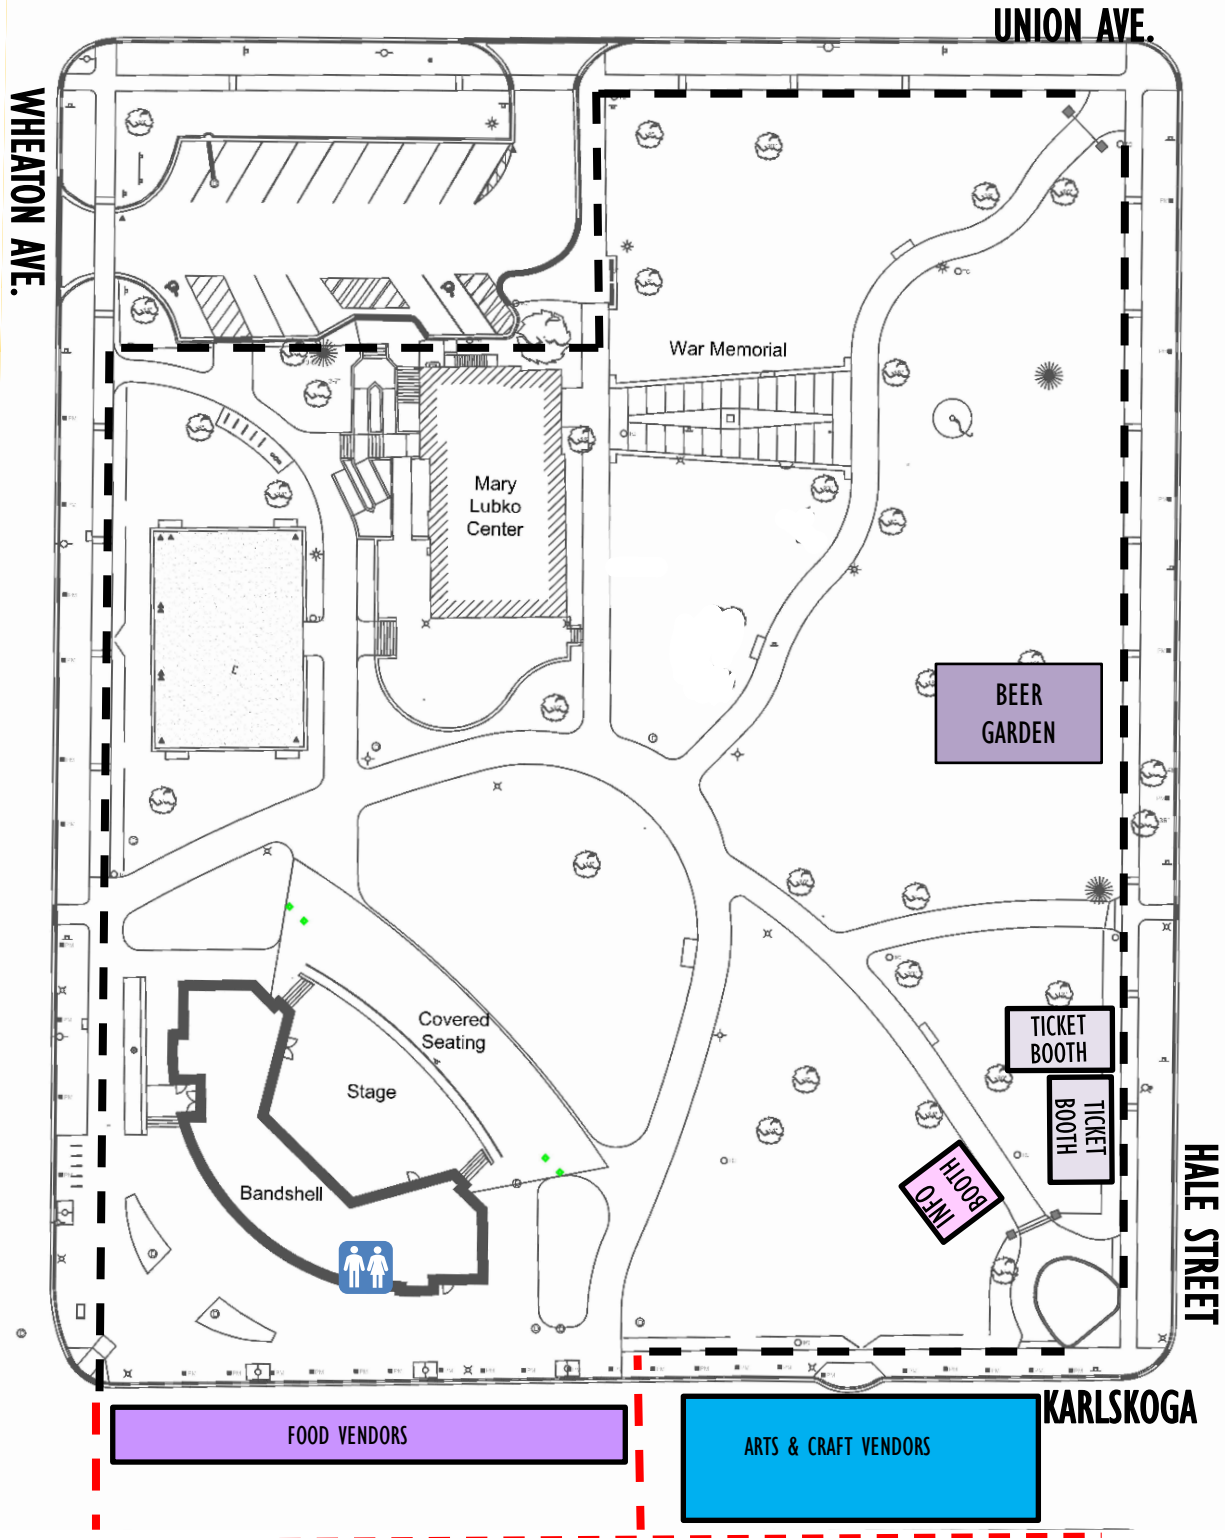 UNION AVE.
WHEATON AVE.
War Memorial
Mary
Lubko
Center
BEER
GARDEN
Covered
Seating
Stage
TICKET
BOOTH
TICKET
BOOTH
INFO
BOOTH
Bandshell
HALE STREET
KARLSKOGA
FOOD VENDORS
ARTS & CRAFT VENDORS